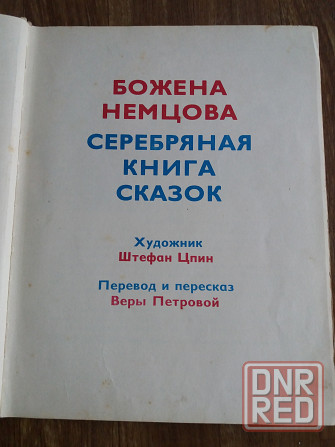 БОЖЕНА
НЕМЦОВА
СЕРЕБРЯНАЯ
КНИГА
СКАЗОК
Художник
Штефан Цпин
Перевод и пересказ
Веры Петровой
DNR
RED